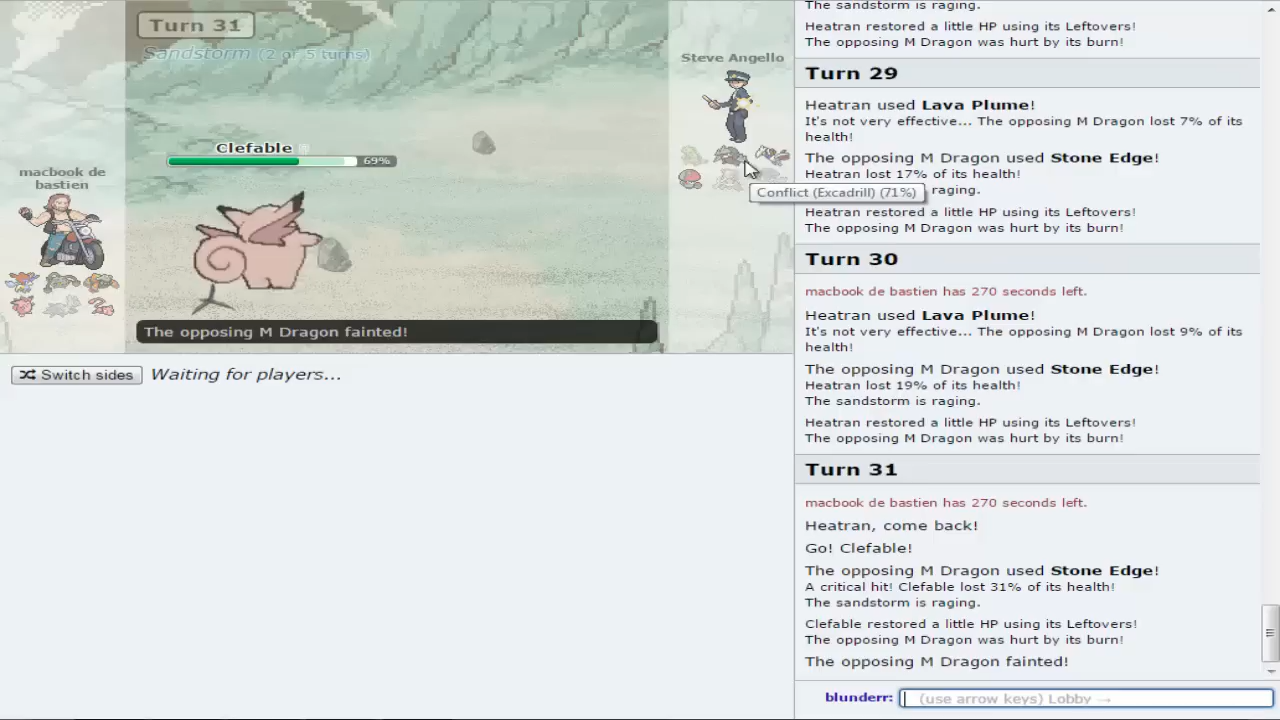 Turn 31
Sandstorm (2 or 5 turns)
Clefable
69%
macbook de
bastien
Steve Angello
Conflict (Excadrill) (71%)
The opposing M Dragon fainted!
Switch sides
Waiting for players...
The sandstorm is raging.
Heatran restored a little HP using its Leftovers!
The opposing M Dragon was hurt by its burn!
Turn 29
Heatran used Lava Plume!
It's not very effective... The opposing M Dragon lost 7% of its
health!
The opposing M Dragon used Stone Edge!
Heatran lost 17% of its health!
raging.
Heatran restored a little HP using its Leftovers!
The opposing M Dragon was hurt by its burn!
Turn 30
macbook de bastien has 270 seconds left.
Heatran used Lava Plume!
It's not very effective... The opposing M Dragon lost 9% of its
health!
The opposing M Dragon used Stone Edge!
Heatran lost 19% of its health!
The sandstorm is raging.
Heatran restored a little HP using its Leftovers!
The opposing M Dragon was hurt by its burn!
Turn 31
macbook de bastien has 270 seconds left.
Heatran, come back!
Go! Clefable!
The opposing M Dragon used Stone Edge!
A critical hit! Clefable lost 31% of its health!
The sandstorm is raging.
Clefable restored a little HP using its Leftovers!
The opposing M Dragon was hurt by its burn!
The opposing M Dragon fainted!
blunderr: (use arrow keys) Lobby →